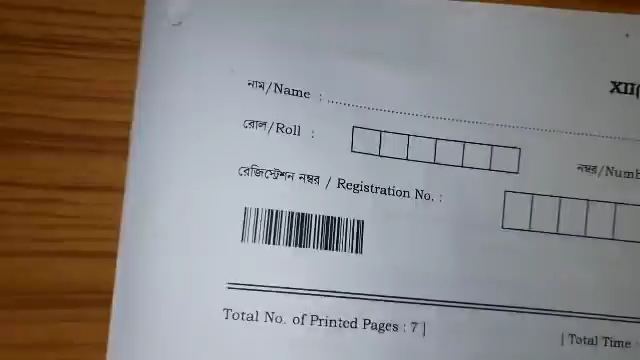 XII(
নাম/Name :
রোল/Roll :
নম্বর/Numb
রেজিস্ট্রেশন নম্বর / Registration No. :
Total No. of Printed Pages : 7 |
| Total Time